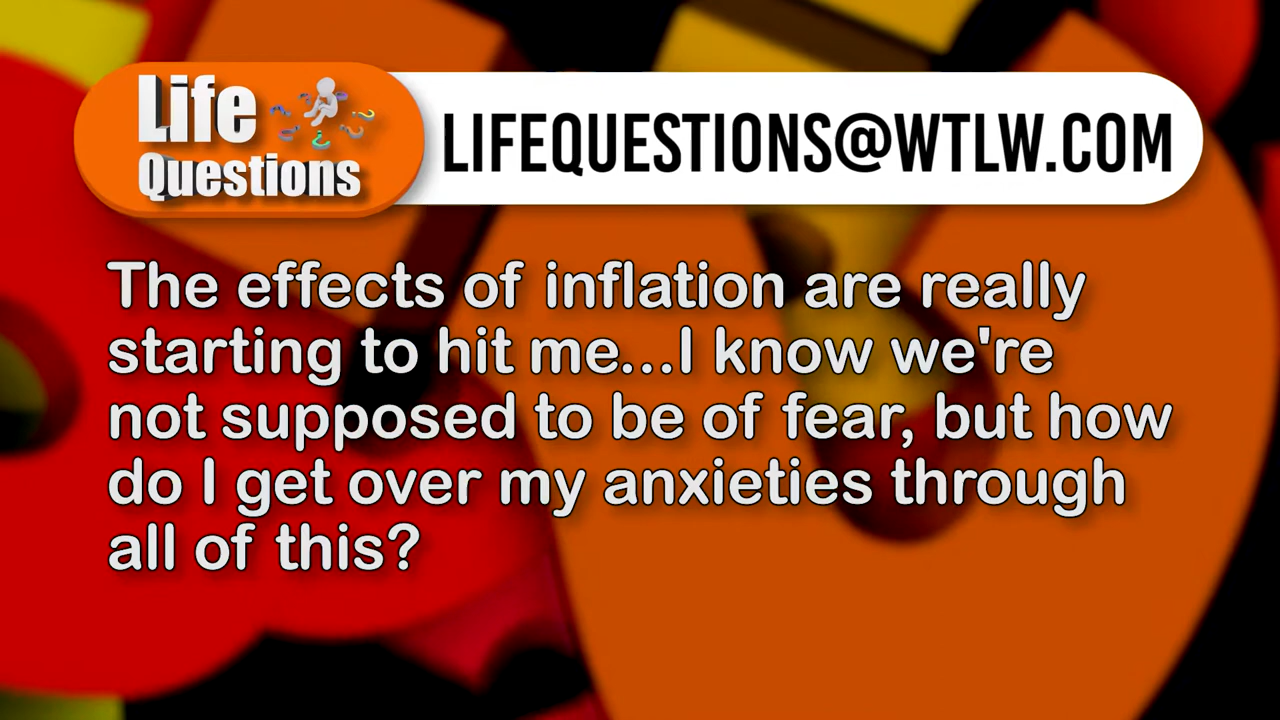 Life
Questions
LIFEQUESTIONS@WTLW.COM
The effects of inflation are really
starting to hit me...I know we're
not supposed to be of fear, but how
do I get over my anxieties through
all of this?